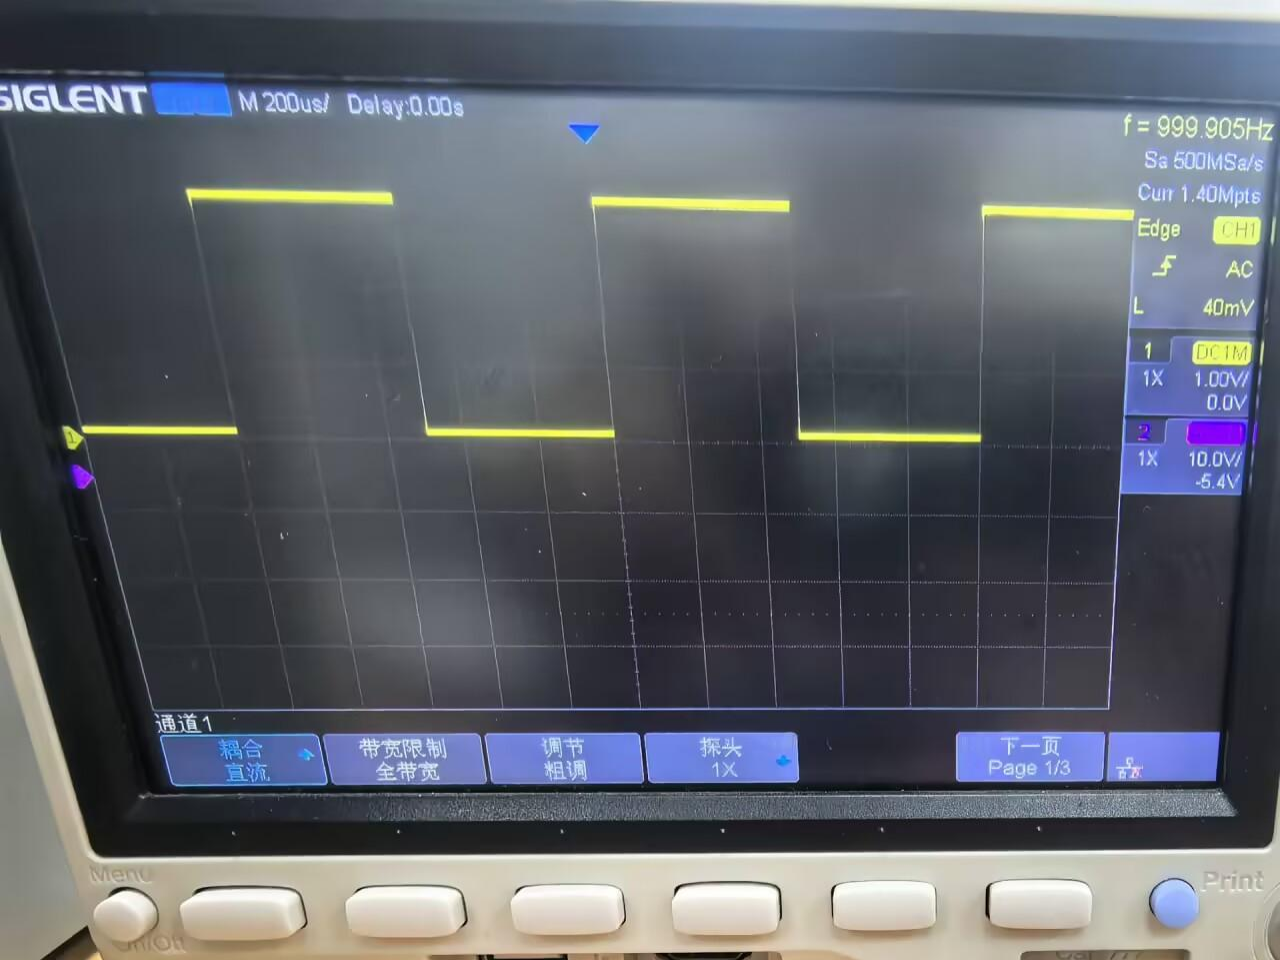 SIGLENT M 200us/ Delay:0.00s
f = 999.905Hz
Sa 500MSa/s
Curr 1.40Mpts
Edge CH1
AC
L 40mV
1 DC1M
1X 1.00V/
0.0V
2
1X 10.0V/
-5.4V
1
通道1
耦合 带宽限制 调节 探头 下一页
直流 全带宽 粗调 1X Page 1/3
Menu
On/Off
Print